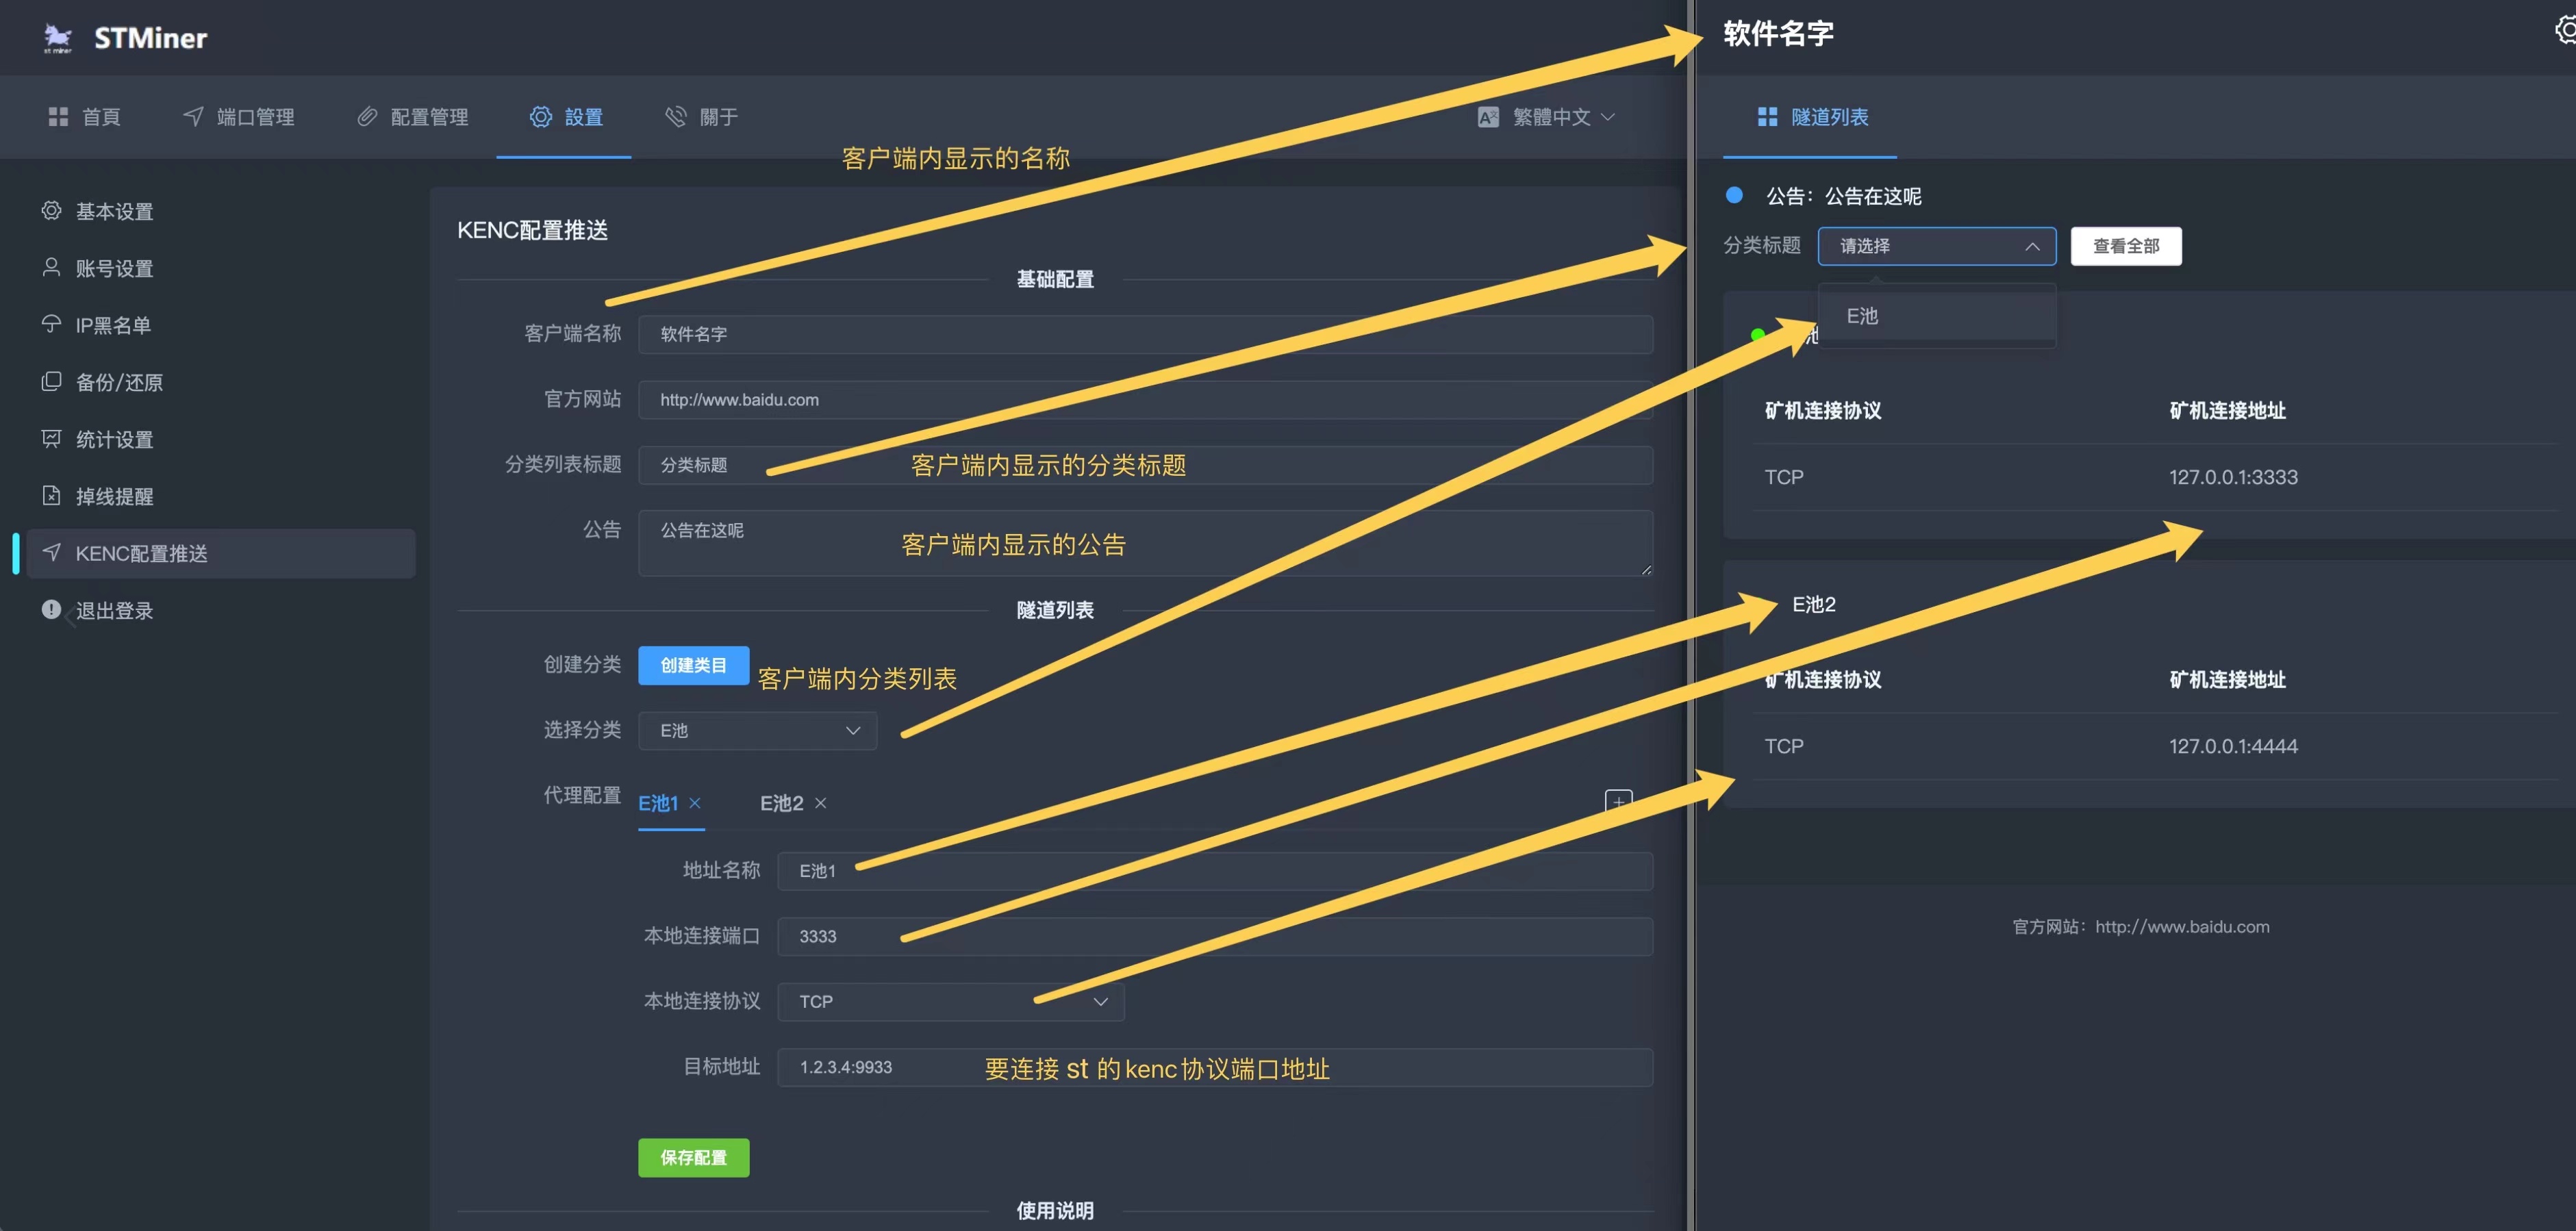 st miner
STMiner
首頁
端口管理
配置管理
設置
關于
繁體中文
基本设置
账号设置
IP黑名单
备份/还原
统计设置
掉线提醒
KENC配置推送
退出登录
客户端内显示的名称
KENC配置推送
基础配置
客户端名称
软件名字
官方网站
http://www.baidu.com
分类列表标题
分类标题
客户端内显示的分类标题
公告
公告在这呢
客户端内显示的公告
隧道列表
创建分类
创建类目
客户端内分类列表
选择分类
E池
代理配置
E池1
E池2
地址名称
E池1
本地连接端口
3333
本地连接协议
TCP
目标地址
1.2.3.4:9933
要连接 st 的kenc协议端口地址
保存配置
使用说明
软件名字
隧道列表
公告：公告在这呢
分类标题
请选择
查看全部
E池
池
矿机连接协议
矿机连接地址
TCP
127.0.0.1:3333
E池2
矿机连接协议
矿机连接地址
TCP
127.0.0.1:4444
官方网站：http://www.baidu.com